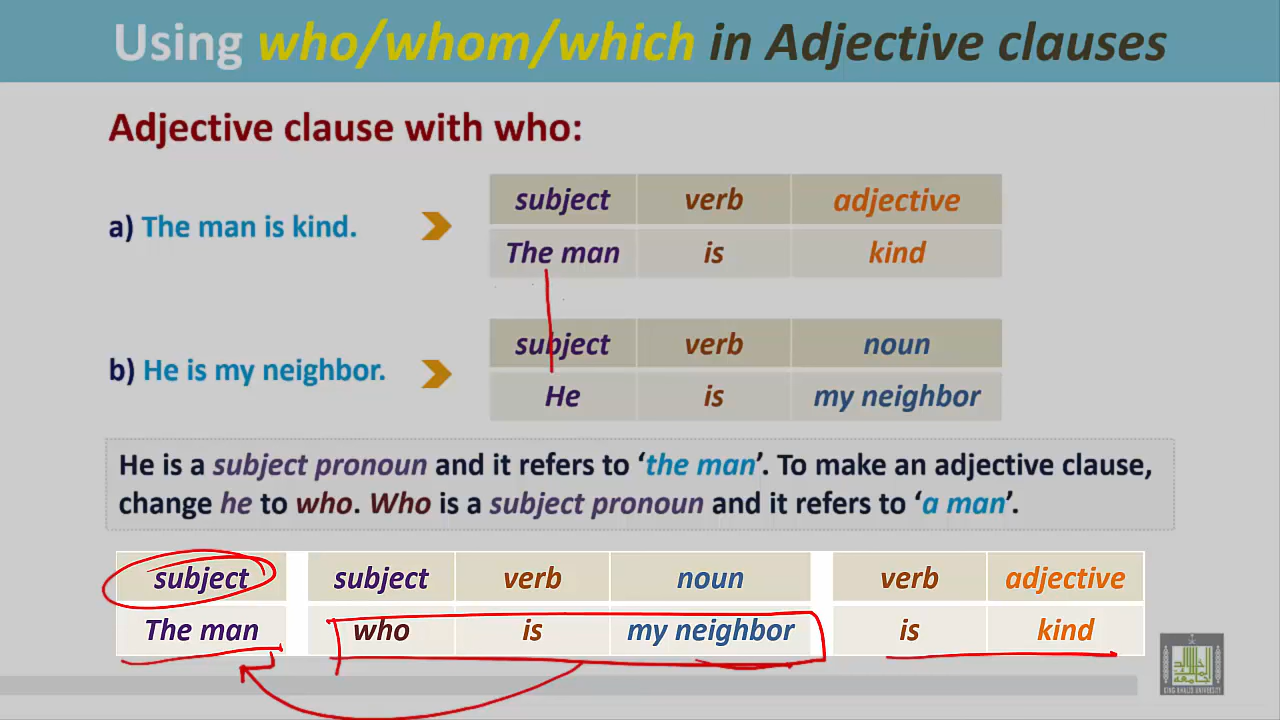 Using who/whom/which in Adjective clauses
Adjective clause with who:
a) The man is kind.
subject verb adjective
The man is kind
b) He is my neighbor.
subject verb noun
He is my neighbor
He is a subject pronoun and it refers to ‘the man’. To make an adjective clause,
change he to who. Who is a subject pronoun and it refers to ‘a man’.
subject subject verb noun verb adjective
The man who is my neighbor is kind
KING KHALID UNIVERSITY